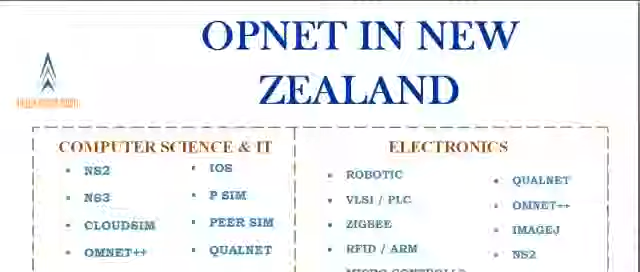 OPNET IN NEW
ZEALAND
COMPUTER SCIENCE & IT
NS2
NS3
CLOUDSIM
OMNET++
IOS
P SIM
PEER SIM
QUALNET
ELECTRONICS
ROBOTIC
VLSI / PLC
ZIGBEE
RFID / ARM
QUALNET
OMNET++
IMAGEJ
NS2